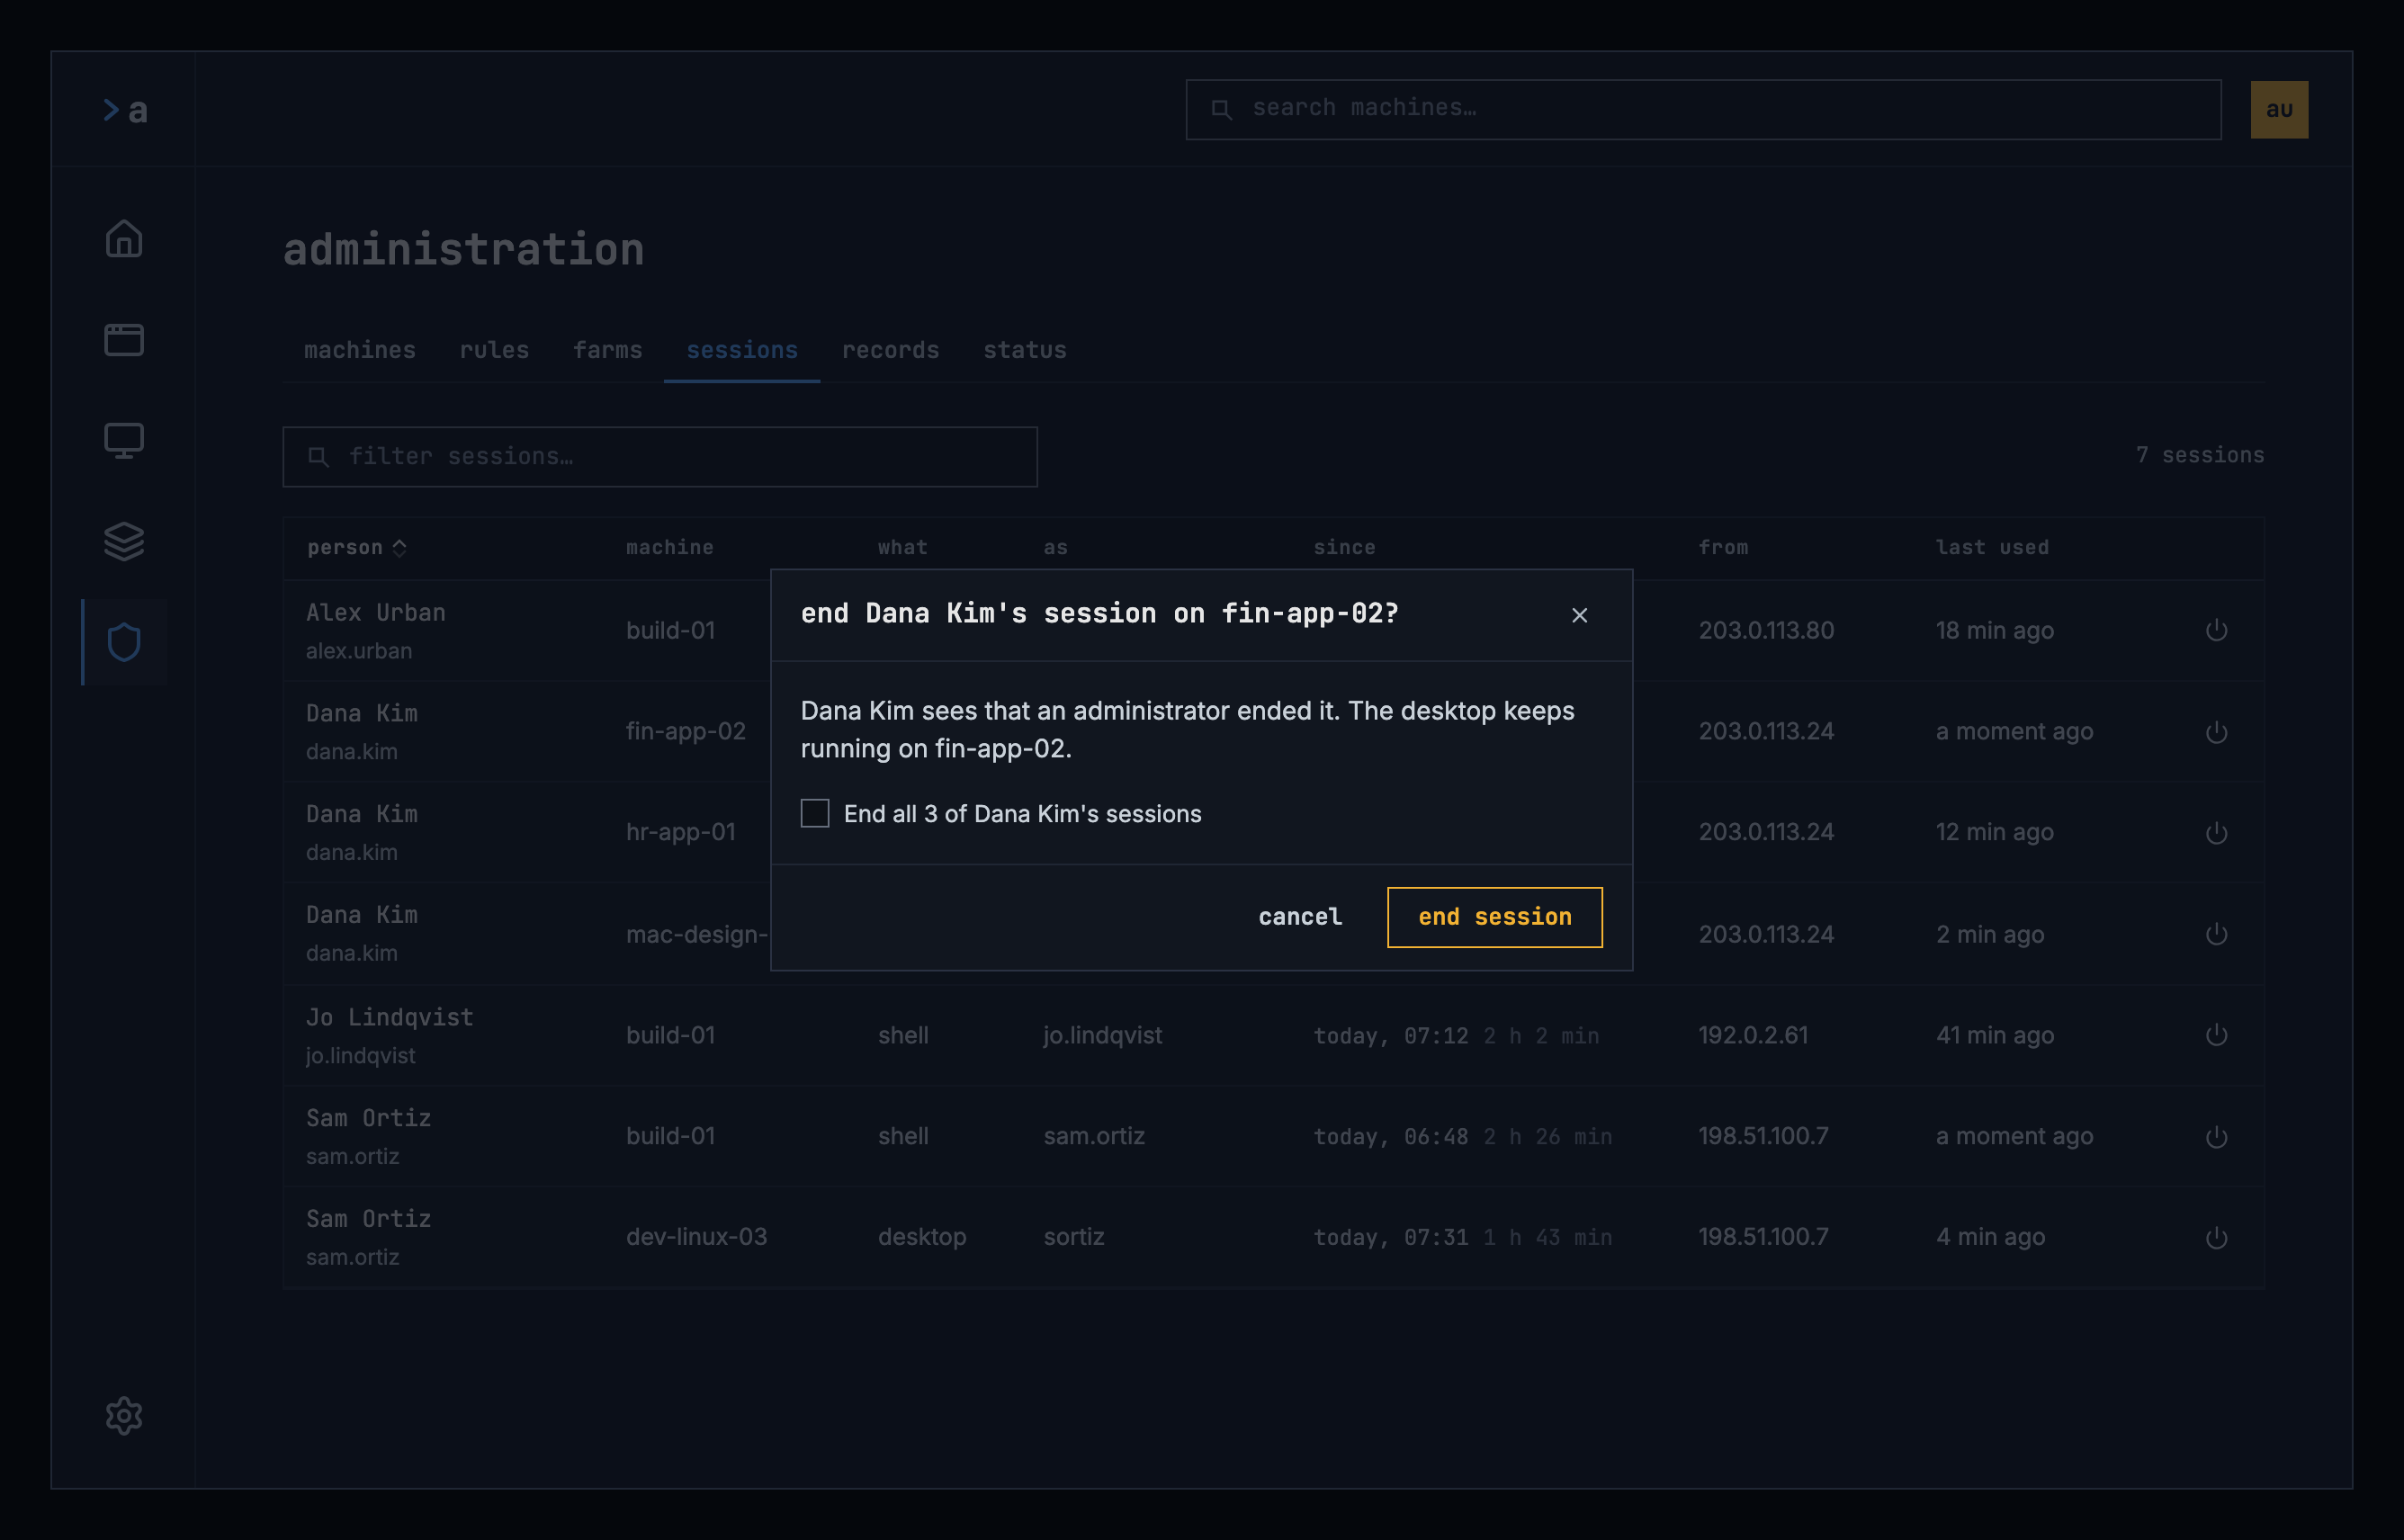 >a
search machines…
au
administration
machines rules farms sessions records status
filter sessions…
7 sessions
person machine what as since from last used
Alex Urban
alex.urban
build-01
203.0.113.80
18 min ago
Dana Kim
dana.kim
fin-app-02
203.0.113.24
a moment ago
Dana Kim
dana.kim
hr-app-01
203.0.113.24
12 min ago
Dana Kim
dana.kim
mac-design-
203.0.113.24
2 min ago
end Dana Kim's session on fin-app-02?
Dana Kim sees that an administrator ended it. The desktop keeps
running on fin-app-02.
End all 3 of Dana Kim's sessions
cancel
end session
Jo Lindqvist
jo.lindqvist
build-01
shell
jo.lindqvist
today, 07:12 2 h 2 min
192.0.2.61
41 min ago
Sam Ortiz
sam.ortiz
build-01
shell
sam.ortiz
today, 06:48 2 h 26 min
198.51.100.7
a moment ago
Sam Ortiz
sam.ortiz
dev-linux-03
desktop
sortiz
today, 07:31 1 h 43 min
198.51.100.7
4 min ago